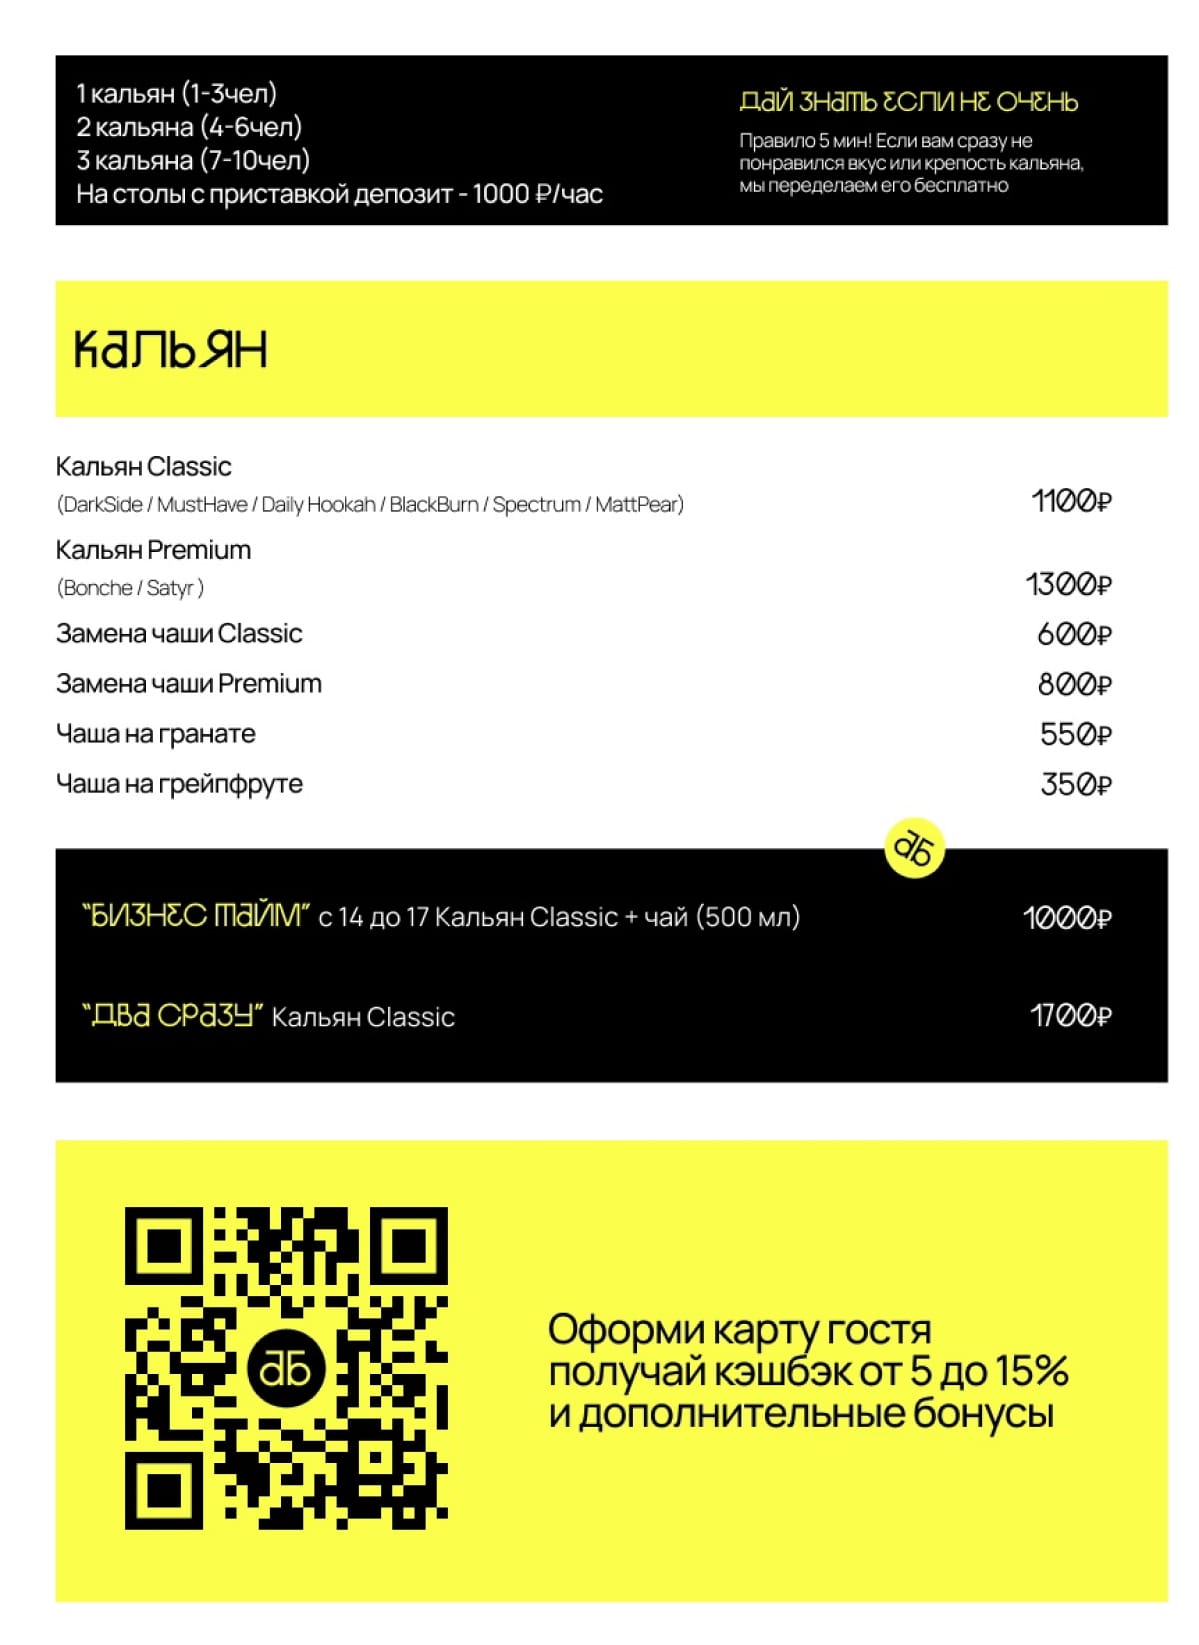 1 кальян (1-3чел)
2 кальяна (4-6чел)
3 кальяна (7-10чел)
На столы с приставкой депозит - 1000 ₽/час
ДАЙ ЗНАТЬ ЕСЛИ НЕ ОЧЕНЬ
Правило 5 мин! Если вам сразу не
понравился вкус или крепость кальяна,
мы переделаем его бесплатно
КАЛЬЯН
Кальян Classic
(DarkSide / MustHave / Daily Hookah / BlackBurn / Spectrum / MattPear) 1100₽
Кальян Premium
(Bonche / Satyr ) 1300₽
Замена чаши Classic 600₽
Замена чаши Premium 800₽
Чаша на гранате 550₽
Чаша на грейпфруте 350₽
аБ
"БИЗНЕС ТАЙМ" с 14 до 17 Кальян Classic + чай (500 мл) 1000₽
"ДВА СРАЗУ" Кальян Classic 1700₽
аБ
Оформи карту гостя
получай кэшбэк от 5 до 15%
и дополнительные бонусы